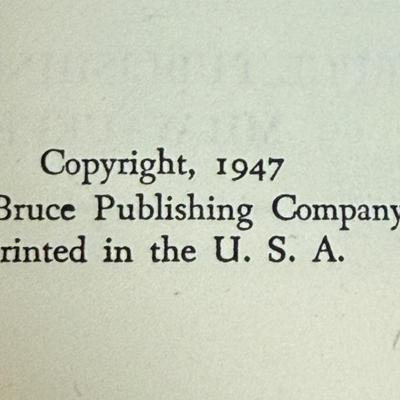 Copyright, 1947
Bruce Publishing Company
rinted in the U. S. A.